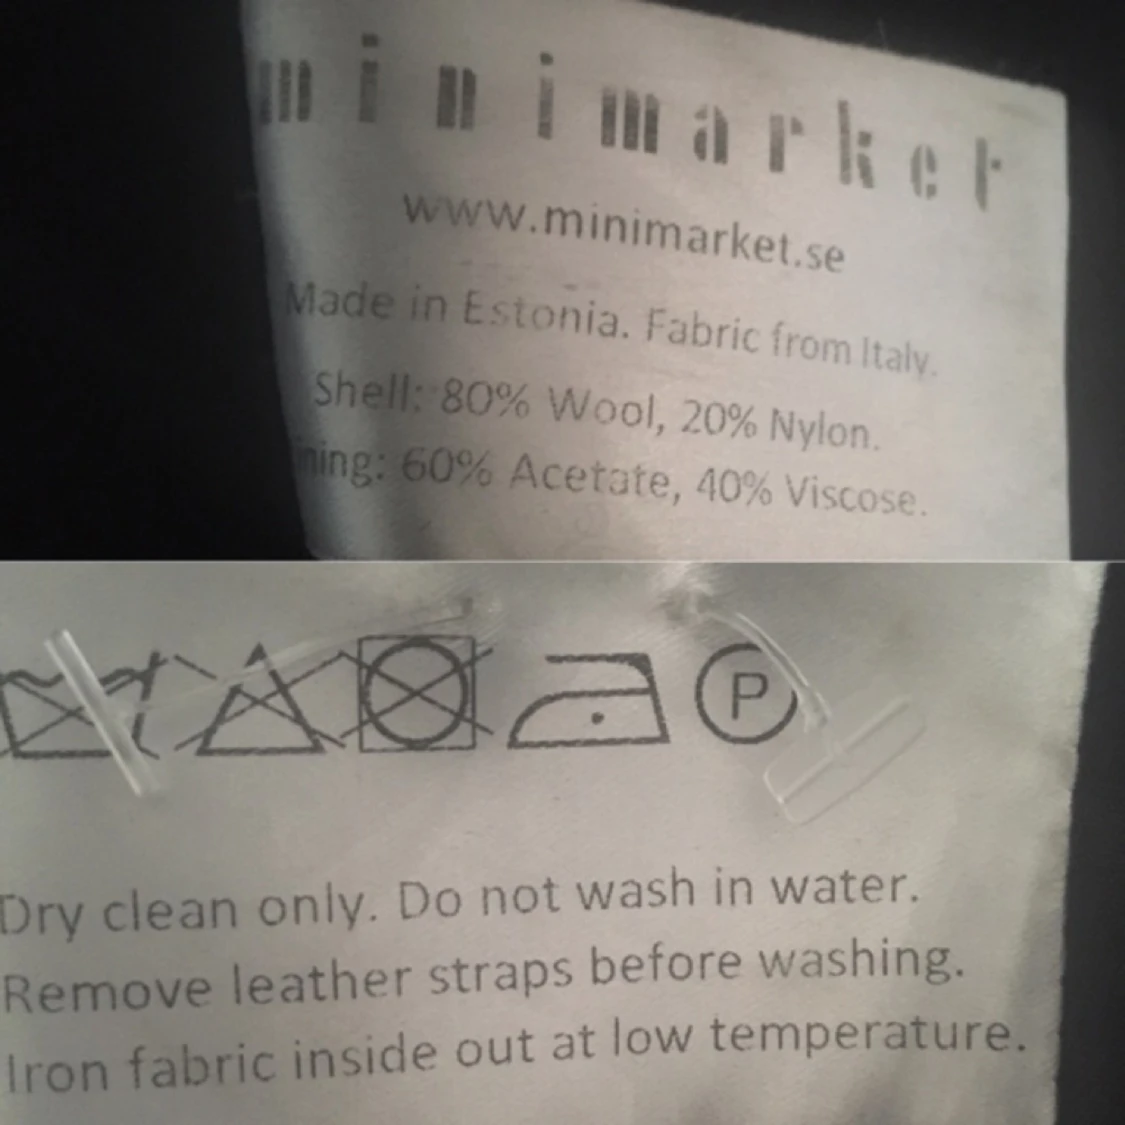 minimarket
www.minimarket.se
Made in Estonia. Fabric from Italy.
Shell: 80% Wool, 20% Nylon.
ning: 60% Acetate, 40% Viscose.
P
Dry clean only. Do not wash in water.
Remove leather straps before washing.
Iron fabric inside out at low temperature.